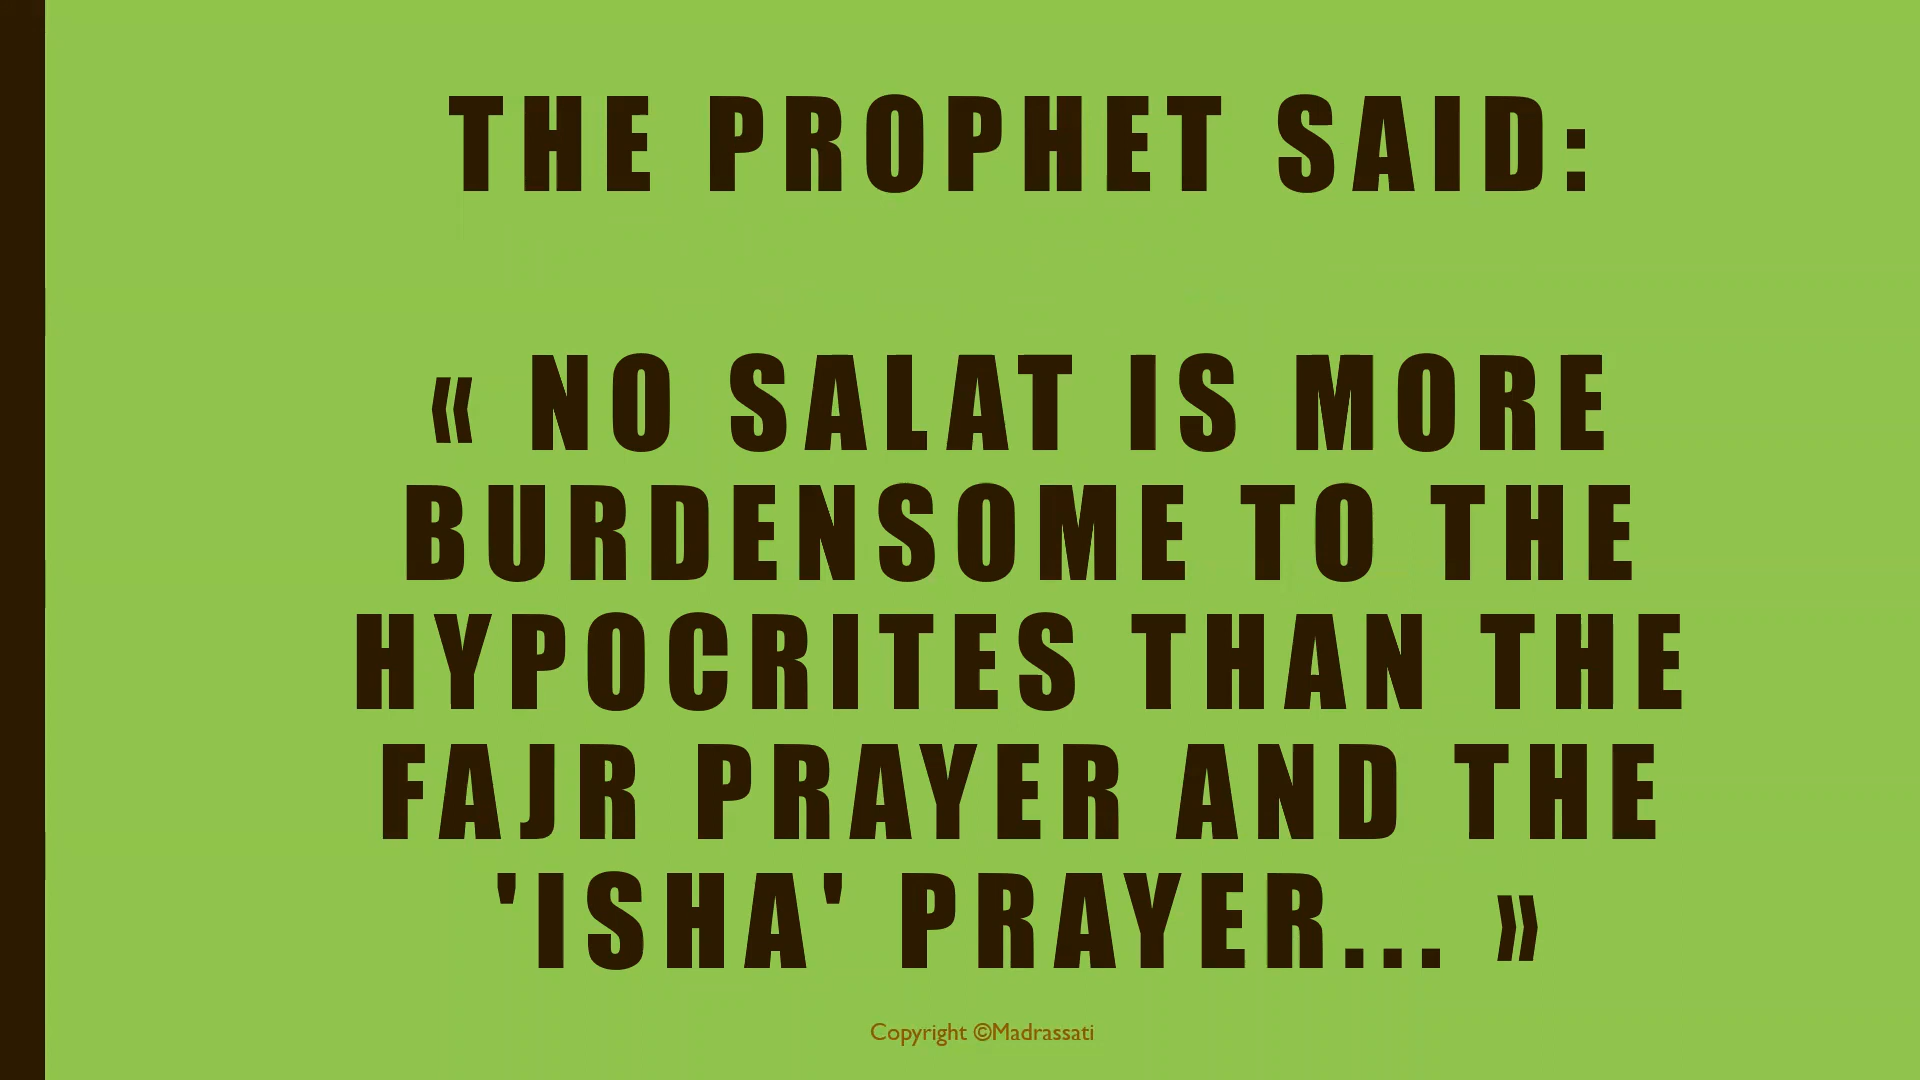 THE PROPHET SAID:
« NO SALAT IS MORE
BURDENSOME TO THE
HYPOCRITES THAN THE
FAJR PRAYER AND THE
'ISHA' PRAYER... »
Copyright ©Madrassati